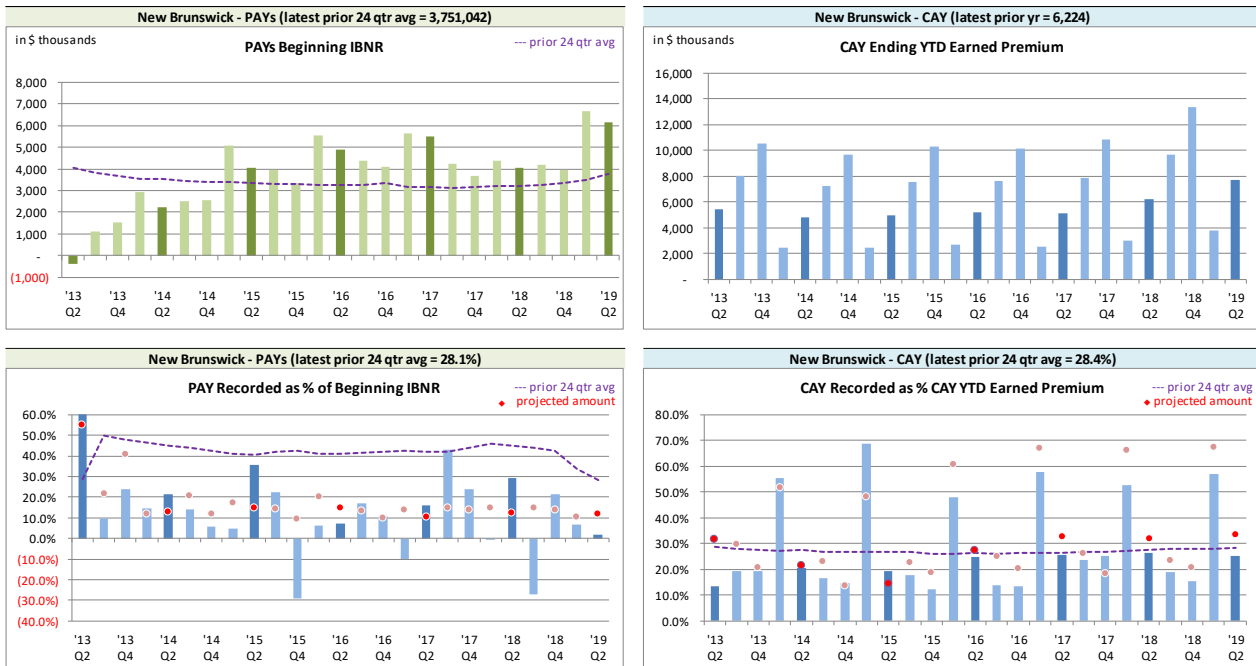 New Brunswick - PAYs (latest prior 24 qtr avg = 3,751,042)
in $ thousands
PAYs Beginning IBNR
--- prior 24 qtr avg
8,000
7,000
6,000
5,000
4,000
3,000
2,000
1,000
-
(1,000)
'13 '13 '14 '14 '15 '15 '16 '16 '17 '17 '18 '18 '19
Q2 Q4 Q2 Q4 Q2 Q4 Q2 Q4 Q2 Q4 Q2 Q4 Q2
New Brunswick - CAY (latest prior yr = 6,224)
in $ thousands
CAY Ending YTD Earned Premium
16,000
14,000
12,000
10,000
8,000
6,000
4,000
2,000
-
'13 '13 '14 '14 '15 '15 '16 '16 '17 '17 '18 '18 '19
Q2 Q4 Q2 Q4 Q2 Q4 Q2 Q4 Q2 Q4 Q2 Q4 Q2
New Brunswick - PAYs (latest prior 24 qtr avg = 28.1%)
PAY Recorded as % of Beginning IBNR
--- prior 24 qtr avg
projected amount
60.0%
50.0%
40.0%
30.0%
20.0%
10.0%
0.0%
(10.0%)
(20.0%)
(30.0%)
(40.0%)
'13 '13 '14 '14 '15 '15 '16 '16 '17 '17 '18 '18 '19
Q2 Q4 Q2 Q4 Q2 Q4 Q2 Q4 Q2 Q4 Q2 Q4 Q2
New Brunswick - CAY (latest prior 24 qtr avg = 28.4%)
CAY Recorded as % CAY YTD Earned Premium
--- prior 24 qtr avg
projected amount
80.0%
70.0%
60.0%
50.0%
40.0%
30.0%
20.0%
10.0%
0.0%
'13 '13 '14 '14 '15 '15 '16 '16 '17 '17 '18 '18 '19
Q2 Q4 Q2 Q4 Q2 Q4 Q2 Q4 Q2 Q4 Q2 Q4 Q2